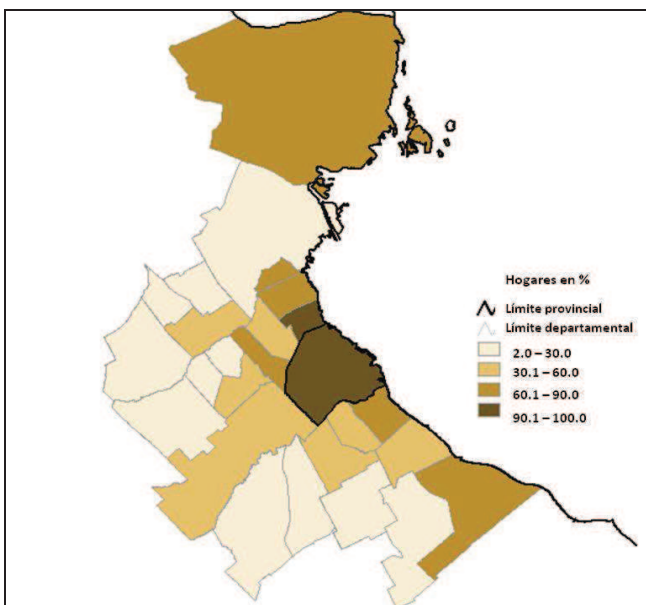 Hogares en %
Límite provincial
Límite departamental
2.0 – 30.0
30.1 – 60.0
60.1 – 90.0
90.1 – 100.0